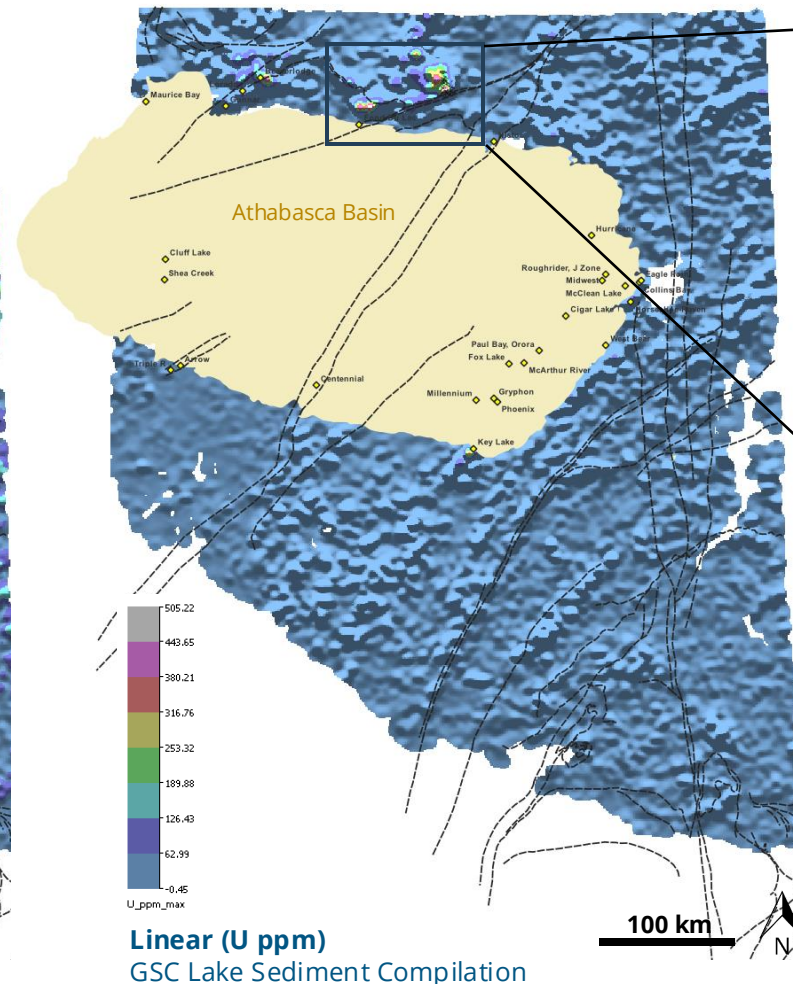 Maurice Bay
Athabasca Basin
Hurricane
Cluff Lake
Shea Creek
Roughrider, J Zone
Midwest
McClean Lake
Eagle Point
Collins Bay
Cigar Lake
West Bear
Paul Bay, Orora
Fox Lake
McArthur River
Triple R
Arrow
Centennial
Millennium
Gryphon
Phoenix
Key Lake
505.22
443.65
380.21
316.76
253.32
189.88
126.43
62.99
-0.45
U_ppm_max
100 km
N
Linear (U ppm)
GSC Lake Sediment Compilation